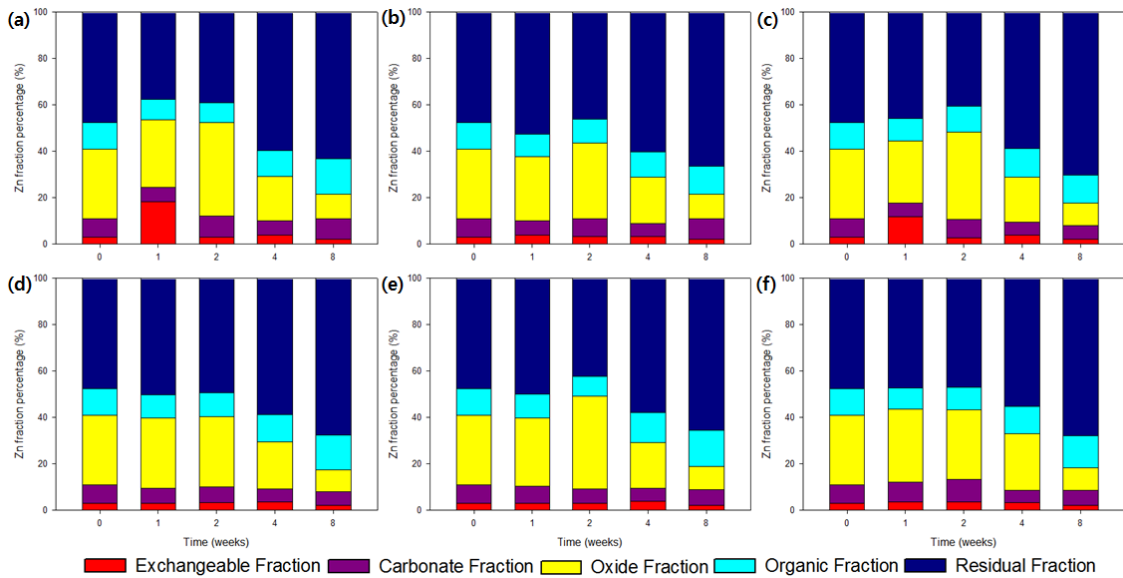 (a)
Zn fraction percentage (%)
100
80
60
40
20
0
0 1 2 4 8
(b)
Zn fraction percentage (%)
100
80
60
40
20
0
0 1 2 4 8
(c)
Zn fraction percentage (%)
100
80
60
40
20
0
0 1 2 4 8
(d)
Zn fraction percentage (%)
100
80
60
40
20
0
0 1 2 4 8
Time (weeks)
(e)
Zn fraction percentage (%)
100
80
60
40
20
0
0 1 2 4 8
Time (weeks)
(f)
Zn fraction percentage (%)
100
80
60
40
20
0
0 1 2 4 8
Time (weeks)
Exchangeable Fraction Carbonate Fraction Oxide Fraction Organic Fraction Residual Fraction